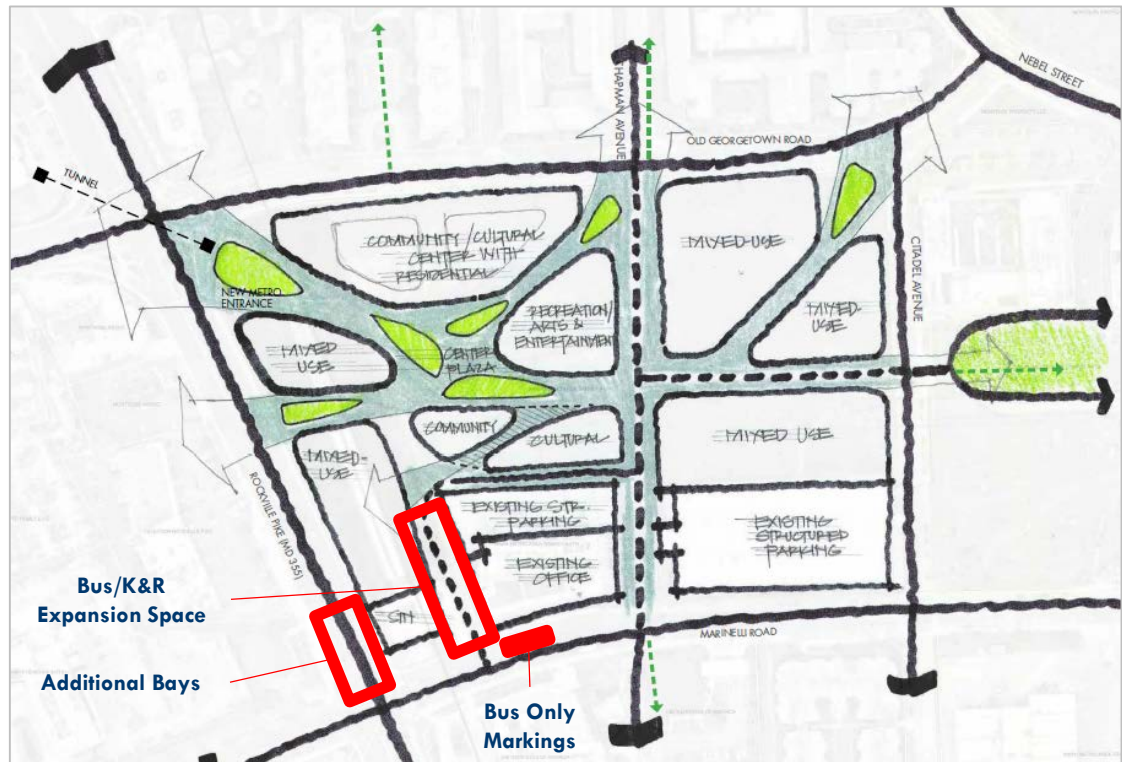 NEBEL STREET
CHAPMAN AVENUE
OLD GEORGETOWN ROAD
TUNNEL
COMMUNITY/CULTURAL
CENTER WITH
RESIDENTIAL
MIXED-USE
CITADEL AVENUE
NEW METRO
ENTRANCE
RECREATION/
ARTS &
ENTERTAINMENT
MIXED-
USE
MIXED
USE
CENTER
PLAZA
COMMUNITY
CULTURAL
MIXED USE
MIXED-
USE
ROCKVILLE PIKE (MD 355)
EXISTING STR.
PARKING
EXISTING
STRUCTURED
PARKING
EXISTING
OFFICE
Bus/K&R
Expansion Space
MARINELLI ROAD
Additional Bays
Bus Only
Markings